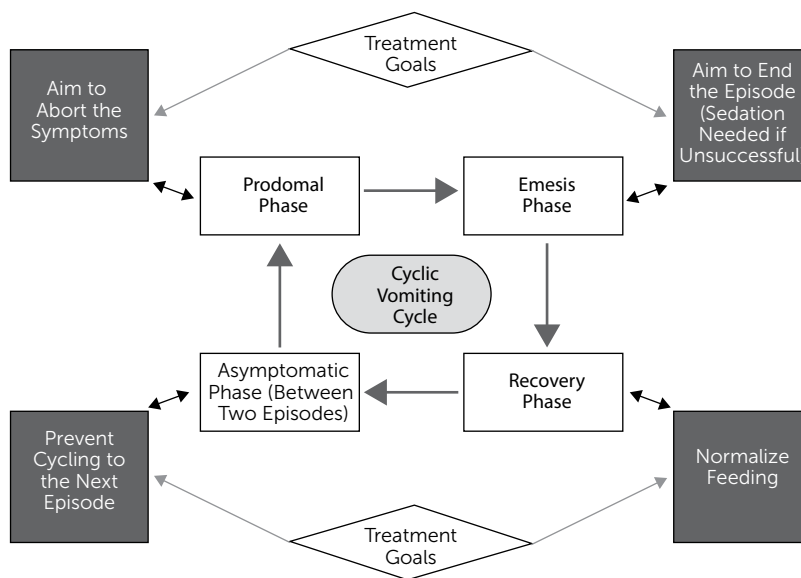 Treatment
Goals
Aim to
Abort the
Symptoms
Aim to End
the Episode
(Sedation
Needed if
Unsuccessful
Prodomal
Phase
Emesis
Phase
Cyclic
Vomiting
Cycle
Asymptomatic
Phase (Between
Two Episodes)
Recovery
Phase
Prevent
Cycling to
the Next
Episode
Normalize
Feeding
Treatment
Goals